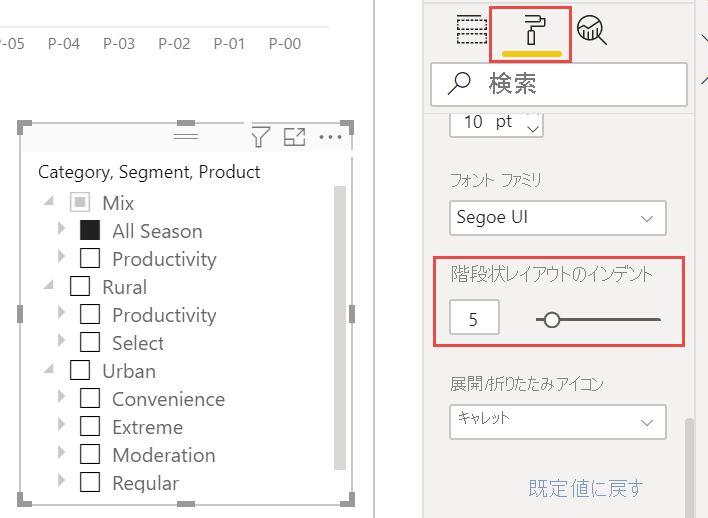 -05 P-04 P-03 P-02 P-01 P-00
Category, Segment, Product
Mix
All Season
Productivity
Rural
Productivity
Select
Urban
Convenience
Extreme
Moderation
Regular
検索
10 pt
フォント ファミリ
Segoe UI
階段状レイアウトのインデント
5
展開/折りたたみアイコン
キャレット
既定値に戻す